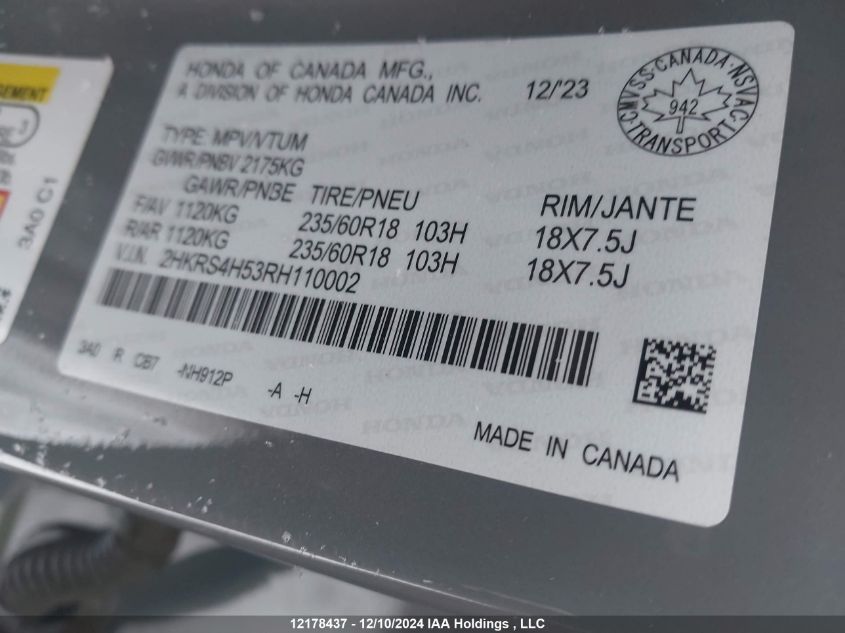 HONDA OF CANADA MFG.,
A DIVISION OF HONDA CANADA INC. 12/'23
CMVSS · CANADA · NSVAC
942
TRANSPORT
TYPE: MPV/VTUM
GVWR/PNBV 2175KG
GAWR/PNBE TIRE/PNEU RIM/JANTE
F/AV 1120KG 235/60R18 103H 18X7.5J
R/AR 1120KG 235/60R18 103H 18X7.5J
V.I.N. 2HKRS4H53RH110002
3A0 R CB7 -NH912P -A -H
MADE IN CANADA
3A0 C1
12178437 - 12/10/2024 IAA Holdings , LLC